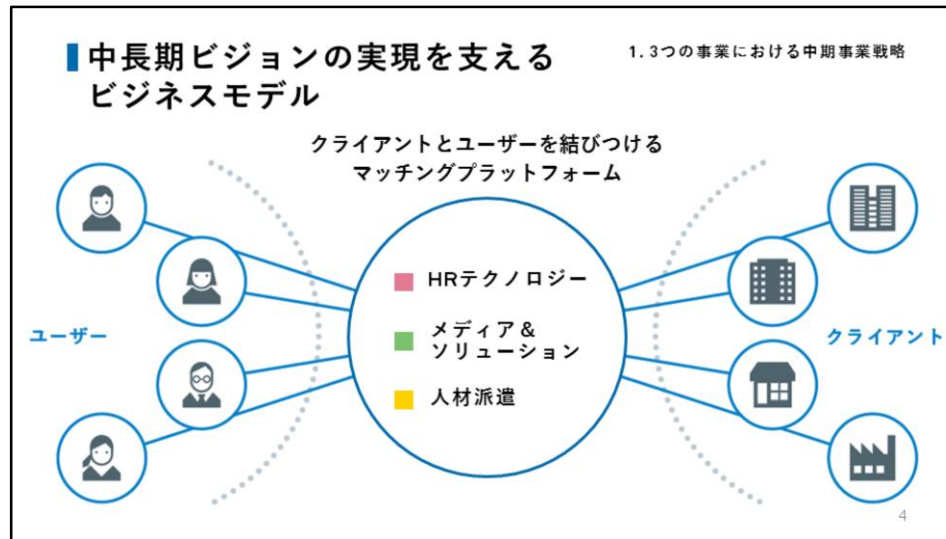 中長期ビジョンの実現を支える
ビジネスモデル
1. 3つの事業における中期事業戦略
クライアントとユーザーを結びつける
マッチングプラットフォーム
HRテクノロジー
メディア＆
ソリューション
人材派遣
ユーザー
クライアント
4